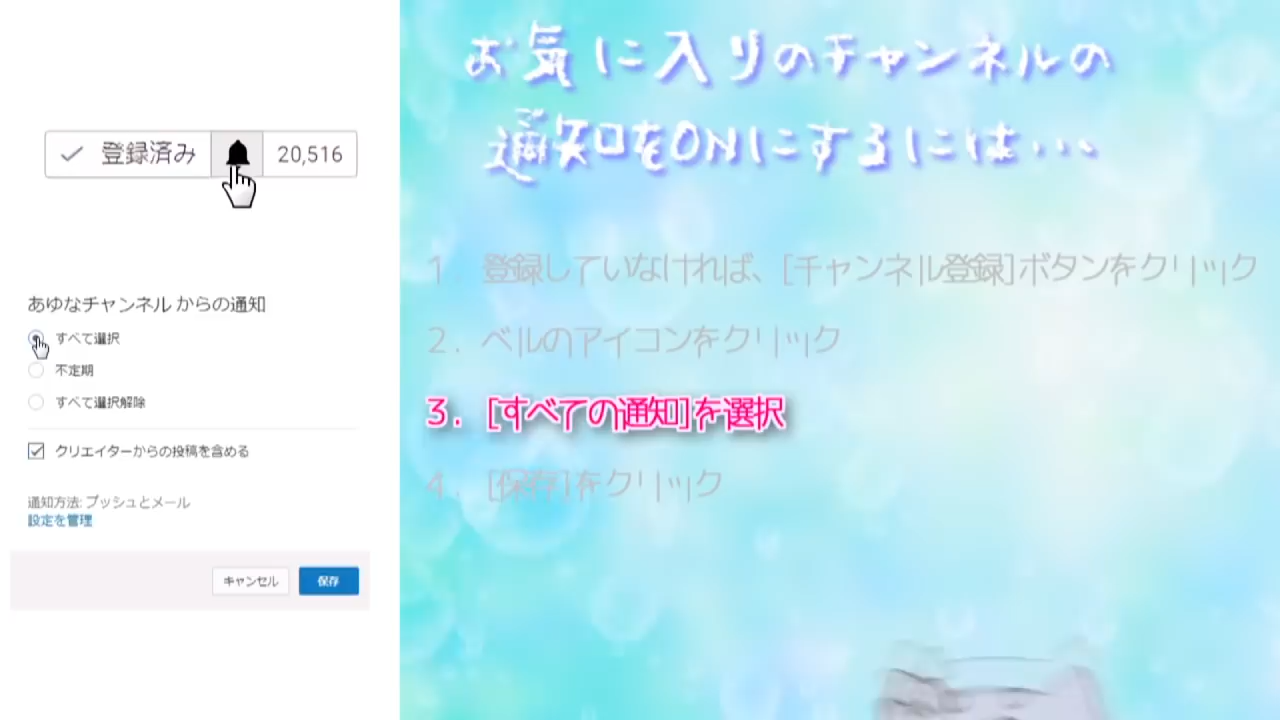 登録済み 20,516
あゆなチャンネル からの通知
すべて選択
不定期
すべて選択解除
クリエイターからの投稿を含める
通知方法: プッシュとメール
設定を管理
キャンセル 保存
お気に入りのチャンネルの
通知をONにするには...
1. 登録していなければ、[チャンネル登録]ボタンをクリック
2. ベルのアイコンをクリック
3. [すべての通知]を選択
4. [保存]をクリック